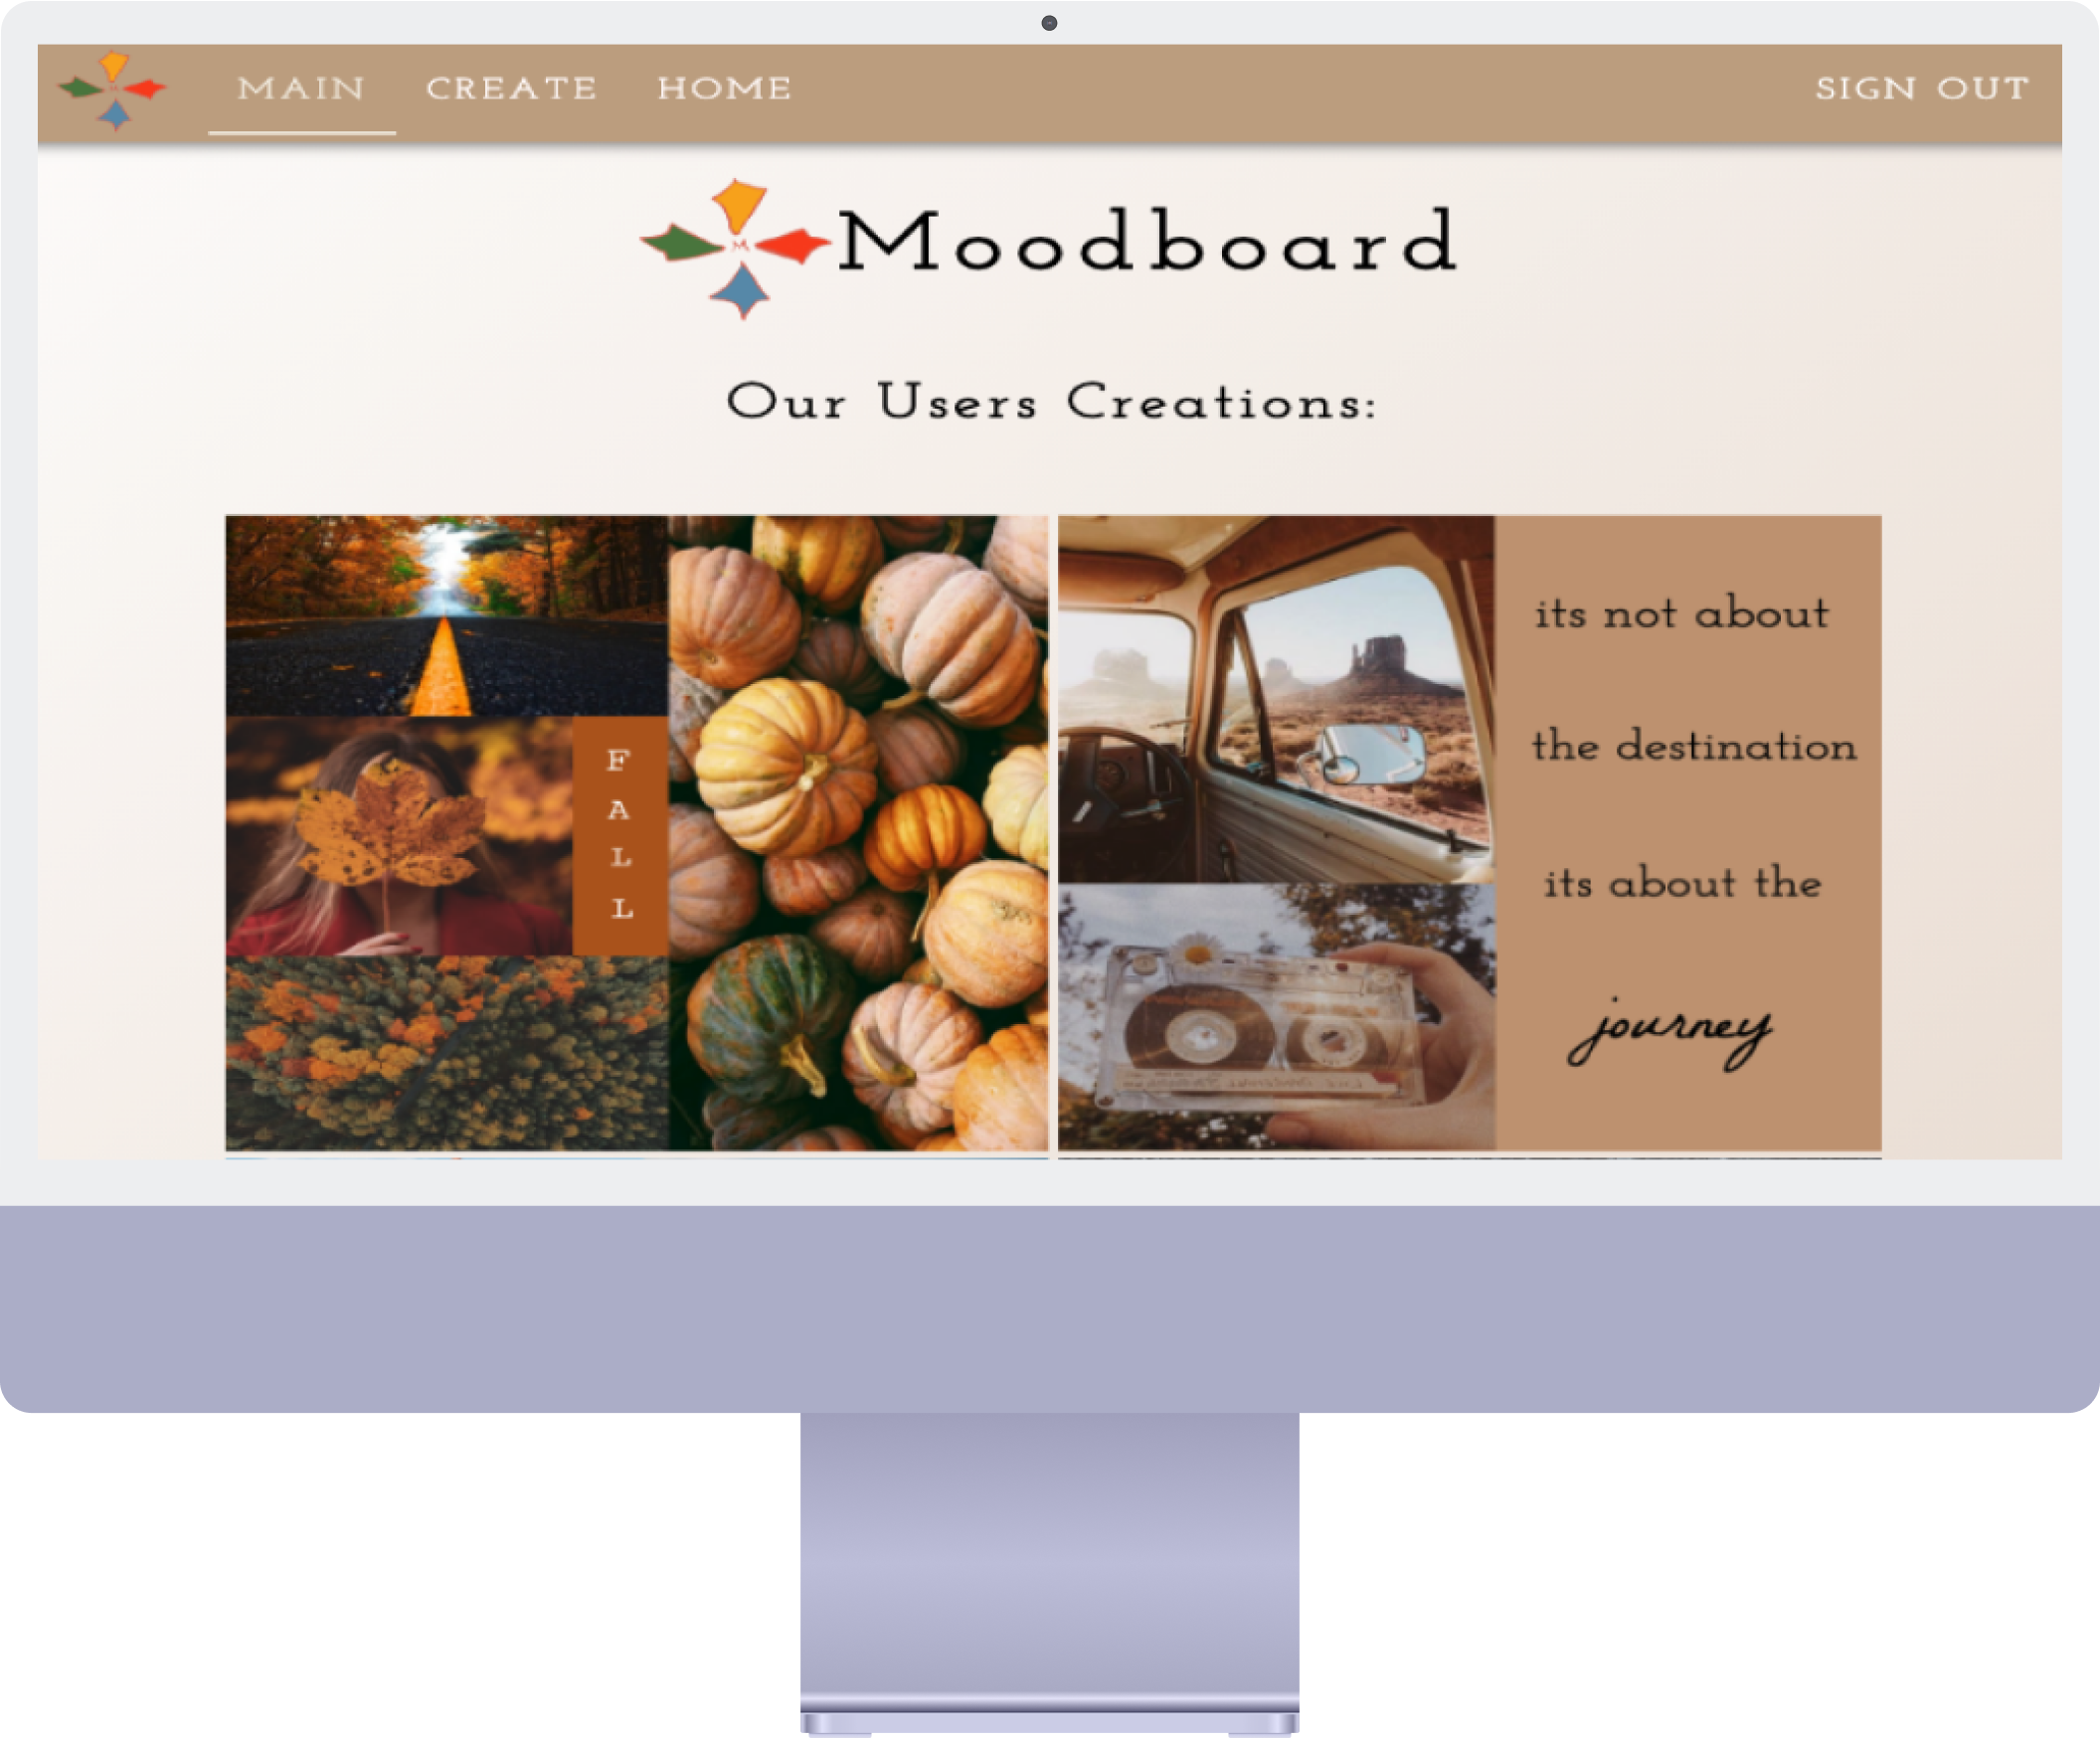 MAIN CREATE HOME SIGN OUT
M
Moodboard
Our Users Creations:
F
A
L
L
its not about
the destination
its about the
journey